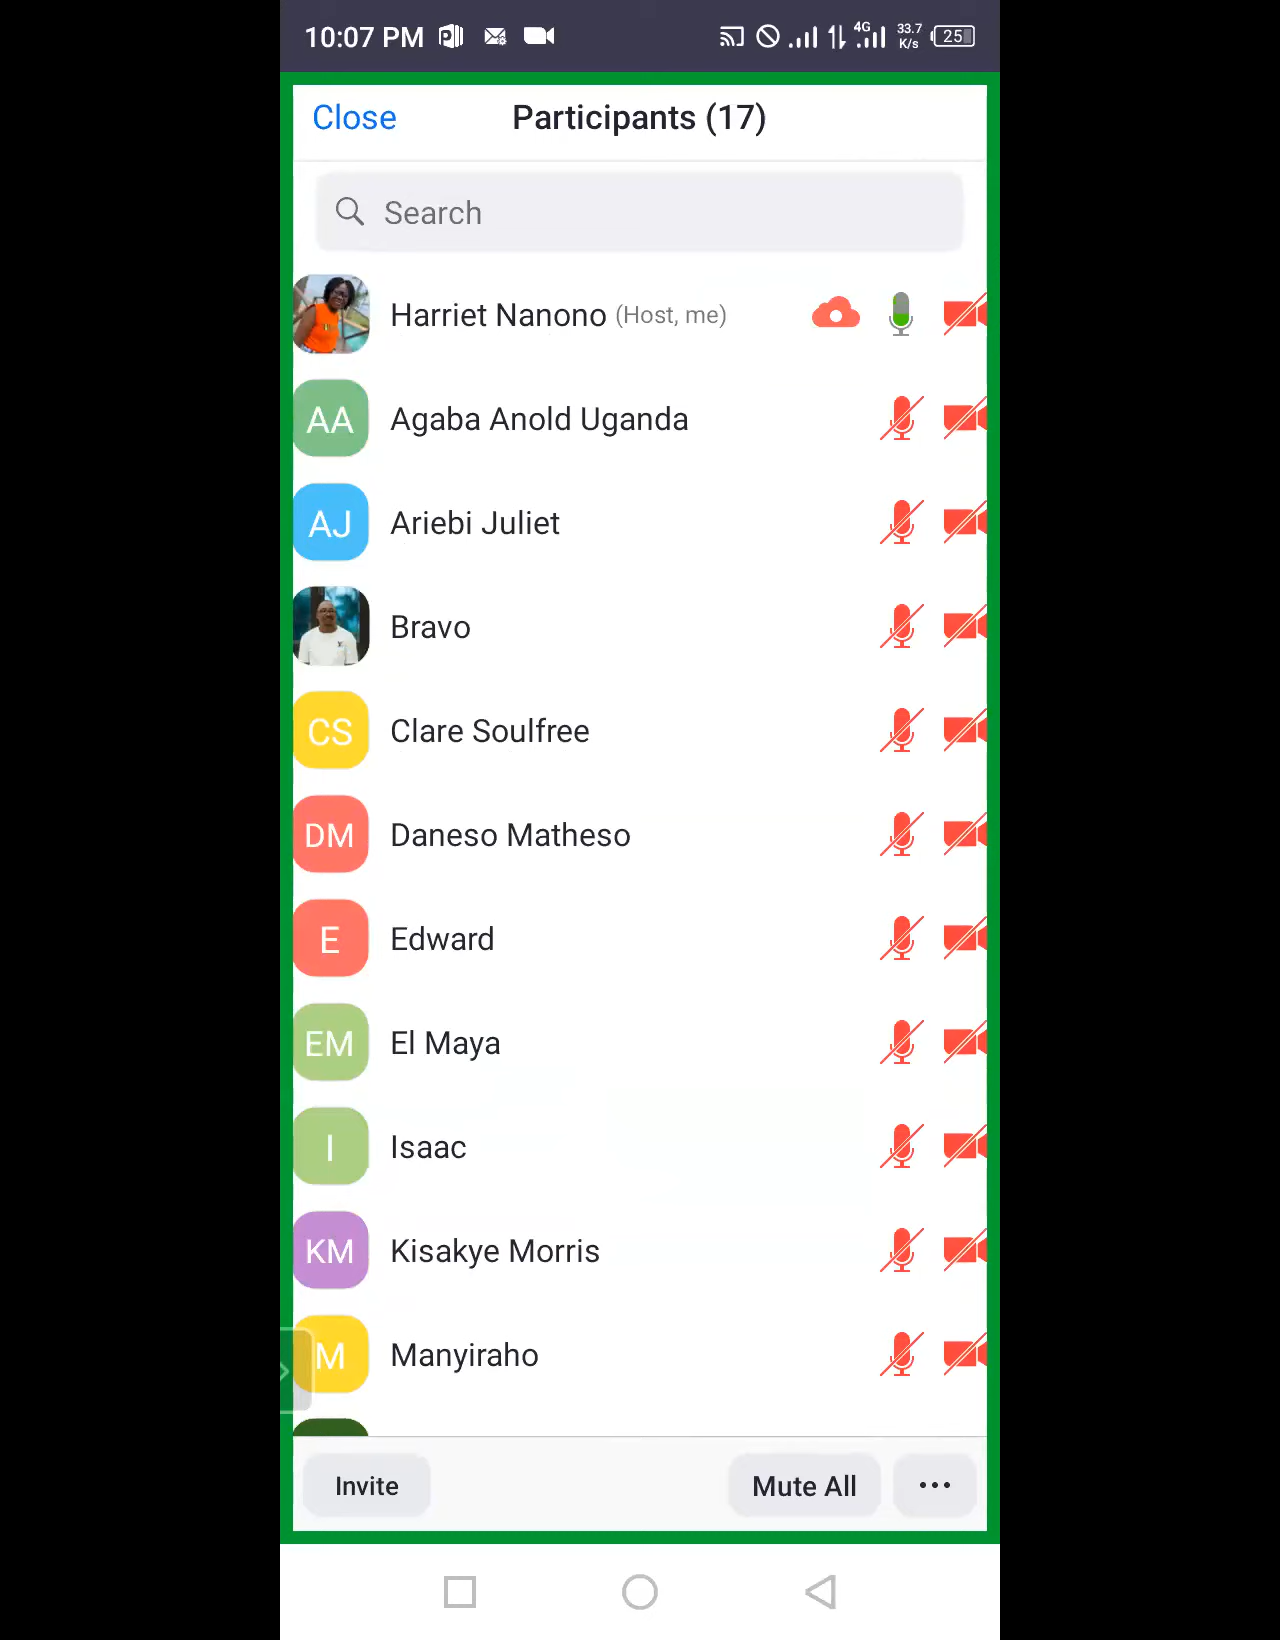 10:07 PM 4G 33.7 K/s 25
Close Participants (17)
Search
Harriet Nanono (Host, me)
AA Agaba Anold Uganda
AJ Ariebi Juliet
Bravo
CS Clare Soulfree
DM Daneso Matheso
E Edward
EM El Maya
I Isaac
KM Kisakye Morris
M Manyiraho
Invite Mute All